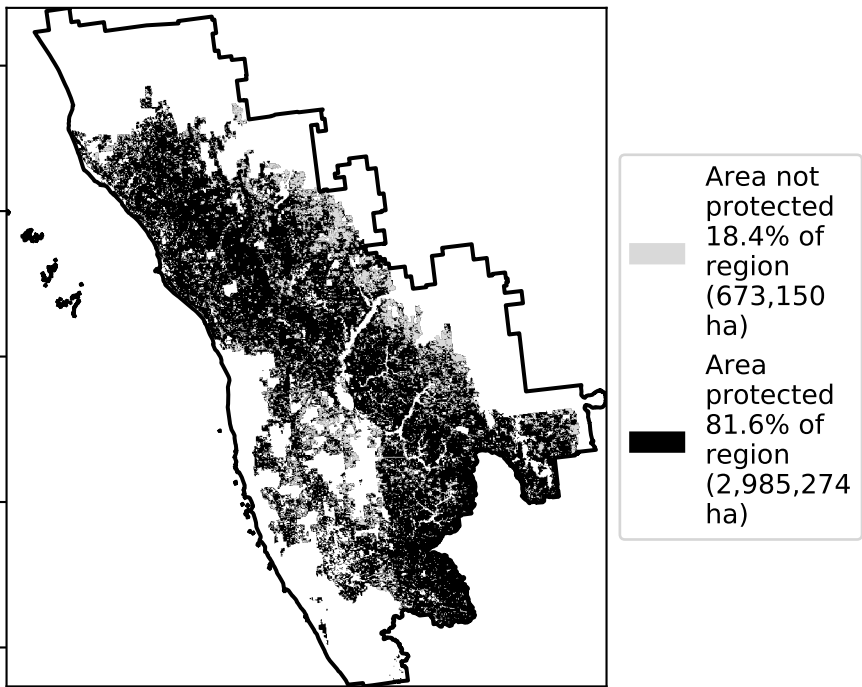 Area not
protected
18.4% of
region
(673,150
ha)
Area
protected
81.6% of
region
(2,985,274
ha)